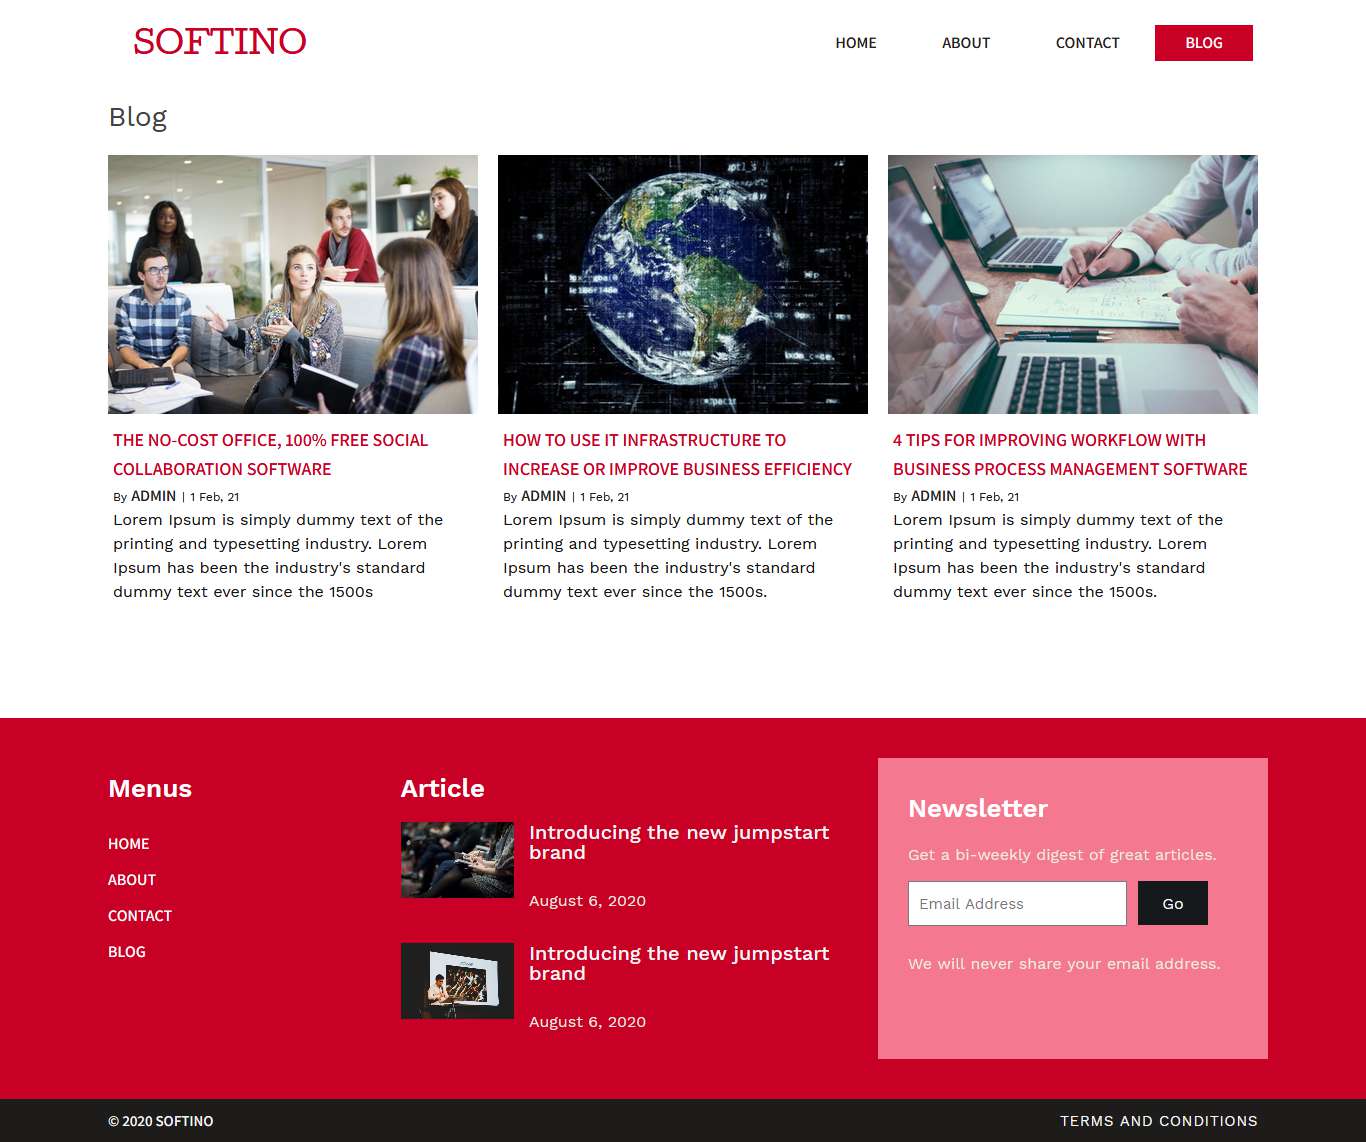 SOFTINO
HOME ABOUT CONTACT BLOG
Blog
THE NO-COST OFFICE, 100% FREE SOCIAL
COLLABORATION SOFTWARE
By ADMIN | 1 Feb, 21
Lorem Ipsum is simply dummy text of the
printing and typesetting industry. Lorem
Ipsum has been the industry's standard
dummy text ever since the 1500s
HOW TO USE IT INFRASTRUCTURE TO
INCREASE OR IMPROVE BUSINESS EFFICIENCY
By ADMIN | 1 Feb, 21
Lorem Ipsum is simply dummy text of the
printing and typesetting industry. Lorem
Ipsum has been the industry's standard
dummy text ever since the 1500s.
4 TIPS FOR IMPROVING WORKFLOW WITH
BUSINESS PROCESS MANAGEMENT SOFTWARE
By ADMIN | 1 Feb, 21
Lorem Ipsum is simply dummy text of the
printing and typesetting industry. Lorem
Ipsum has been the industry's standard
dummy text ever since the 1500s.
Menus
HOME
ABOUT
CONTACT
BLOG
Article
Introducing the new jumpstart
brand
August 6, 2020
Introducing the new jumpstart
brand
August 6, 2020
Newsletter
Get a bi-weekly digest of great articles.
Email Address Go
We will never share your email address.
© 2020 SOFTINO
TERMS AND CONDITIONS